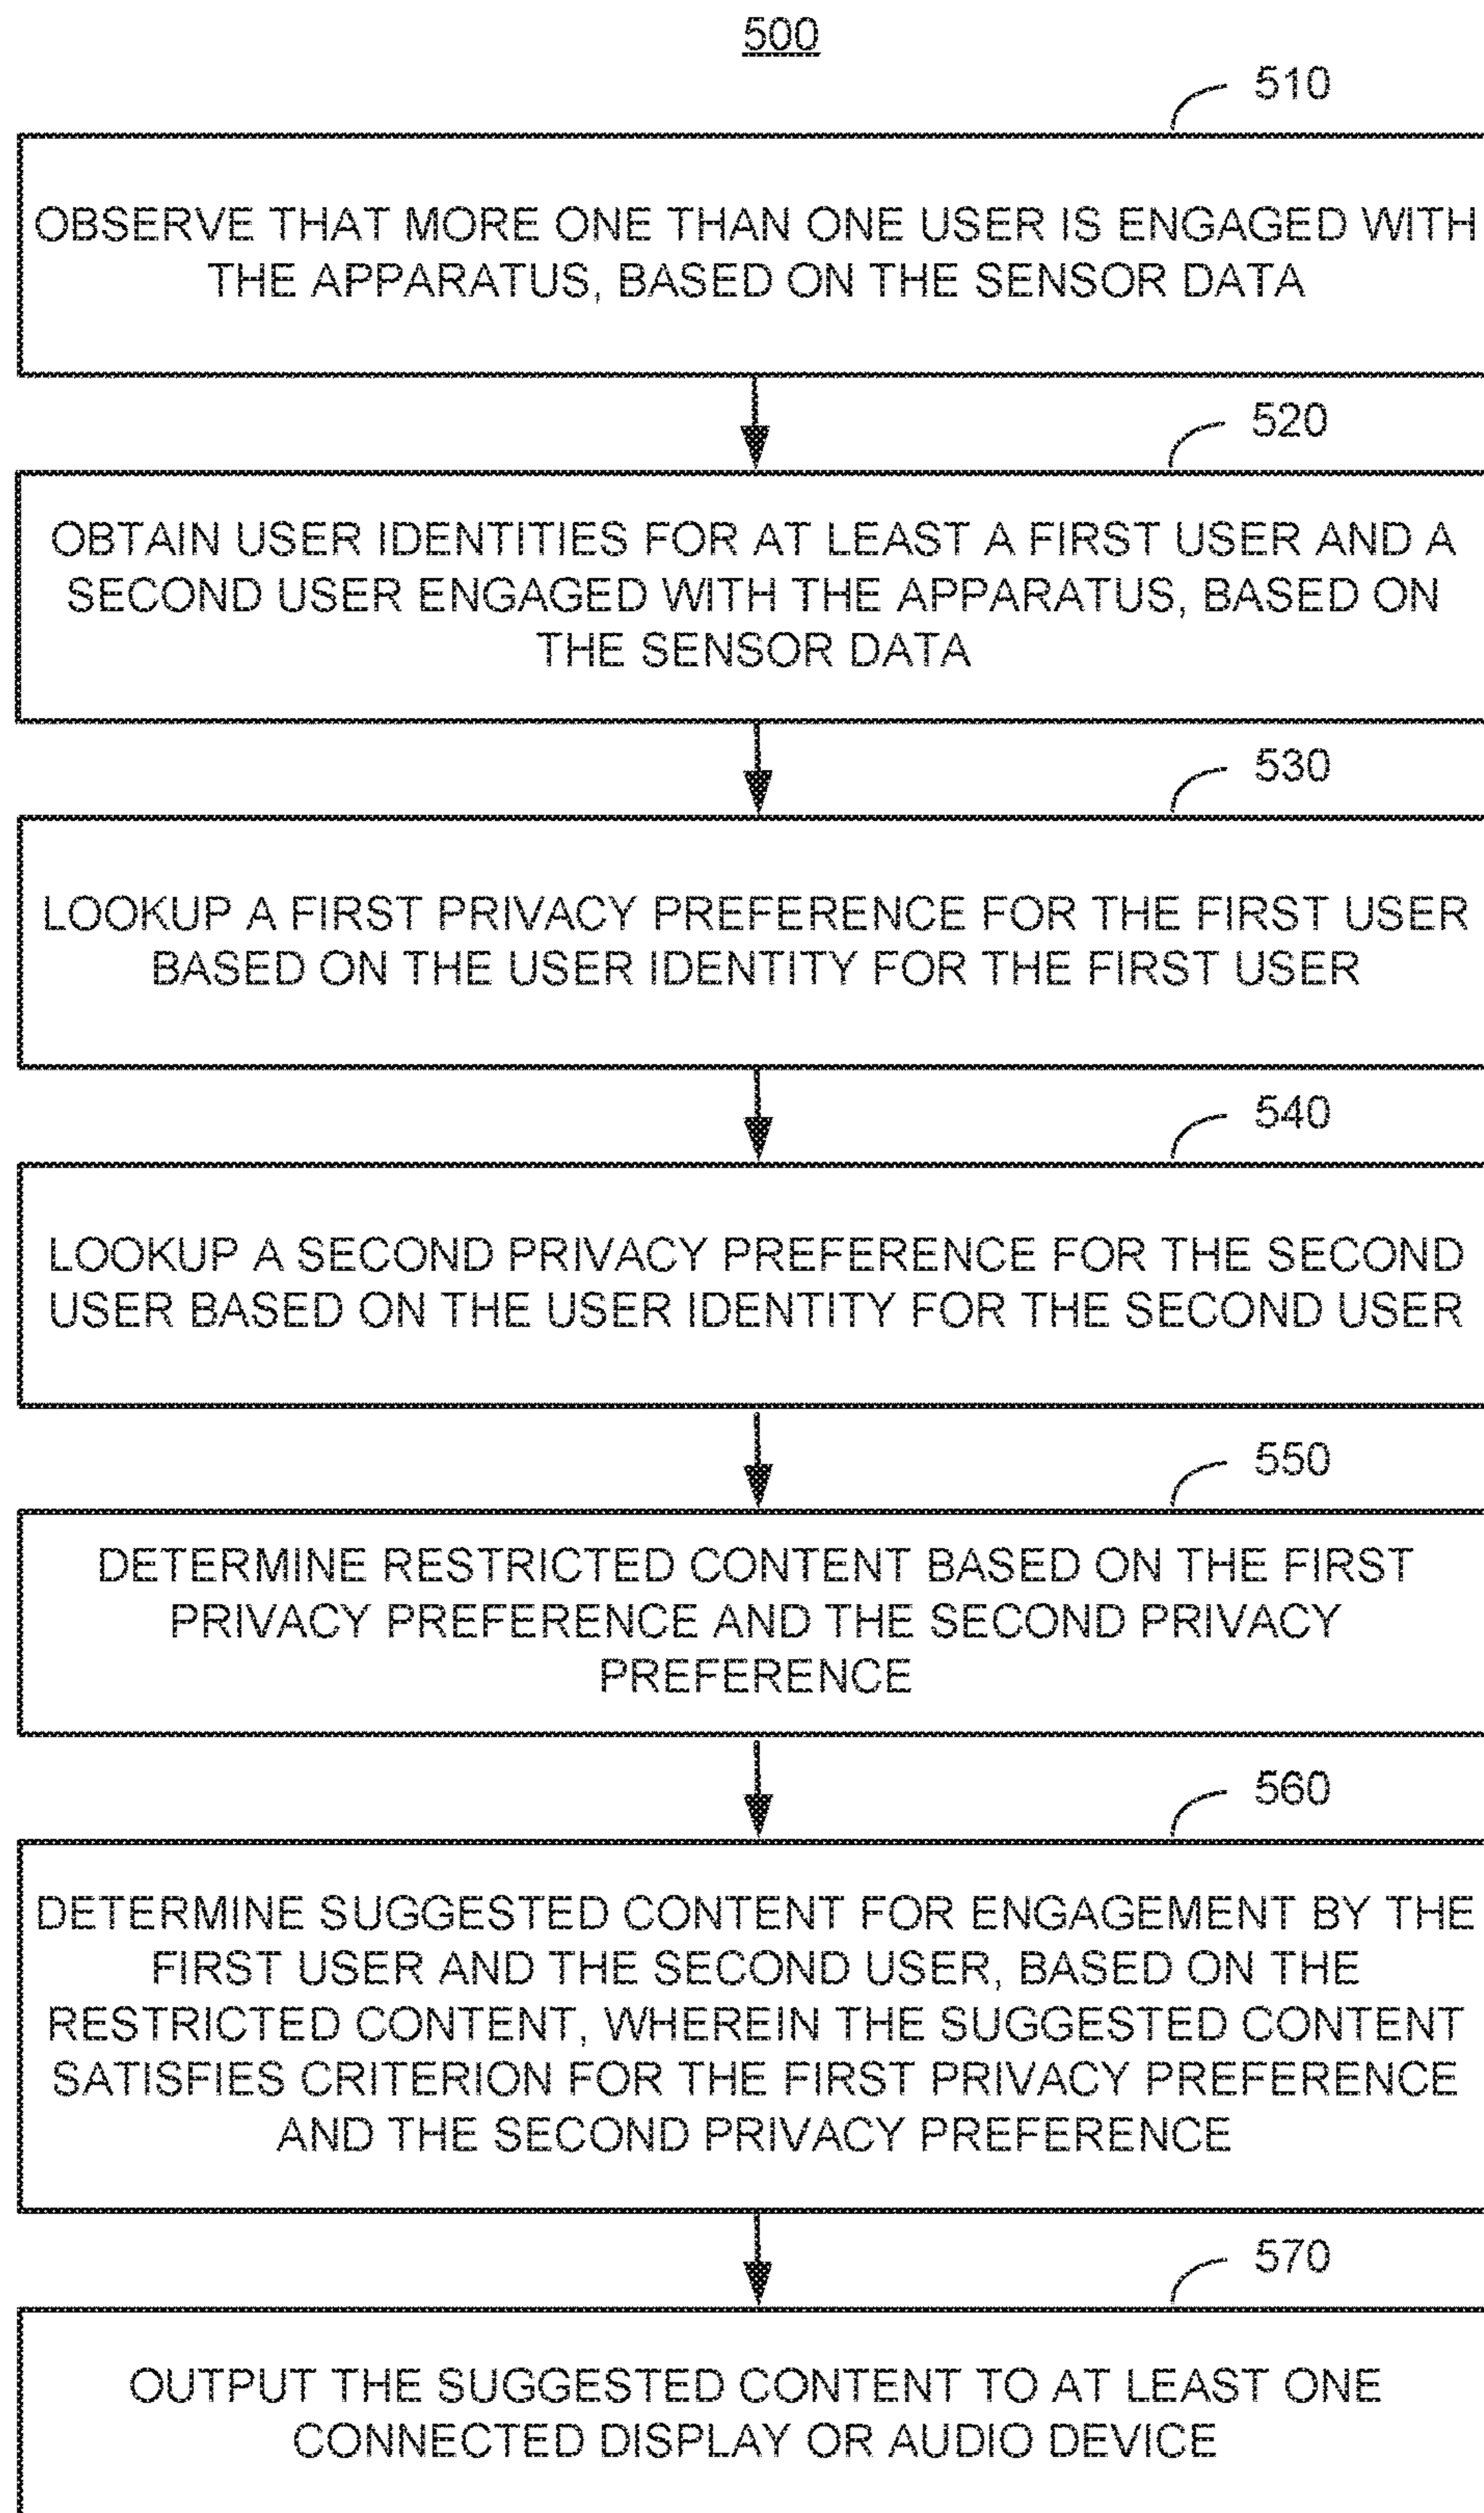 500
510
OBSERVE THAT MORE ONE THAN ONE USER IS ENGAGED WITH
THE APPARATUS, BASED ON THE SENSOR DATA
520
OBTAIN USER IDENTITIES FOR AT LEAST A FIRST USER AND A
SECOND USER ENGAGED WITH THE APPARATUS, BASED ON
THE SENSOR DATA
530
LOOKUP A FIRST PRIVACY PREFERENCE FOR THE FIRST USER
BASED ON THE USER IDENTITY FOR THE FIRST USER
540
LOOKUP A SECOND PRIVACY PREFERENCE FOR THE SECOND
USER BASED ON THE USER IDENTITY FOR THE SECOND USER
550
DETERMINE RESTRICTED CONTENT BASED ON THE FIRST
PRIVACY PREFERENCE AND THE SECOND PRIVACY
PREFERENCE
560
DETERMINE SUGGESTED CONTENT FOR ENGAGEMENT BY THE
FIRST USER AND THE SECOND USER, BASED ON THE
RESTRICTED CONTENT, WHEREIN THE SUGGESTED CONTENT
SATISFIES CRITERION FOR THE FIRST PRIVACY PREFERENCE
AND THE SECOND PRIVACY PREFERENCE
570
OUTPUT THE SUGGESTED CONTENT TO AT LEAST ONE
CONNECTED DISPLAY OR AUDIO DEVICE